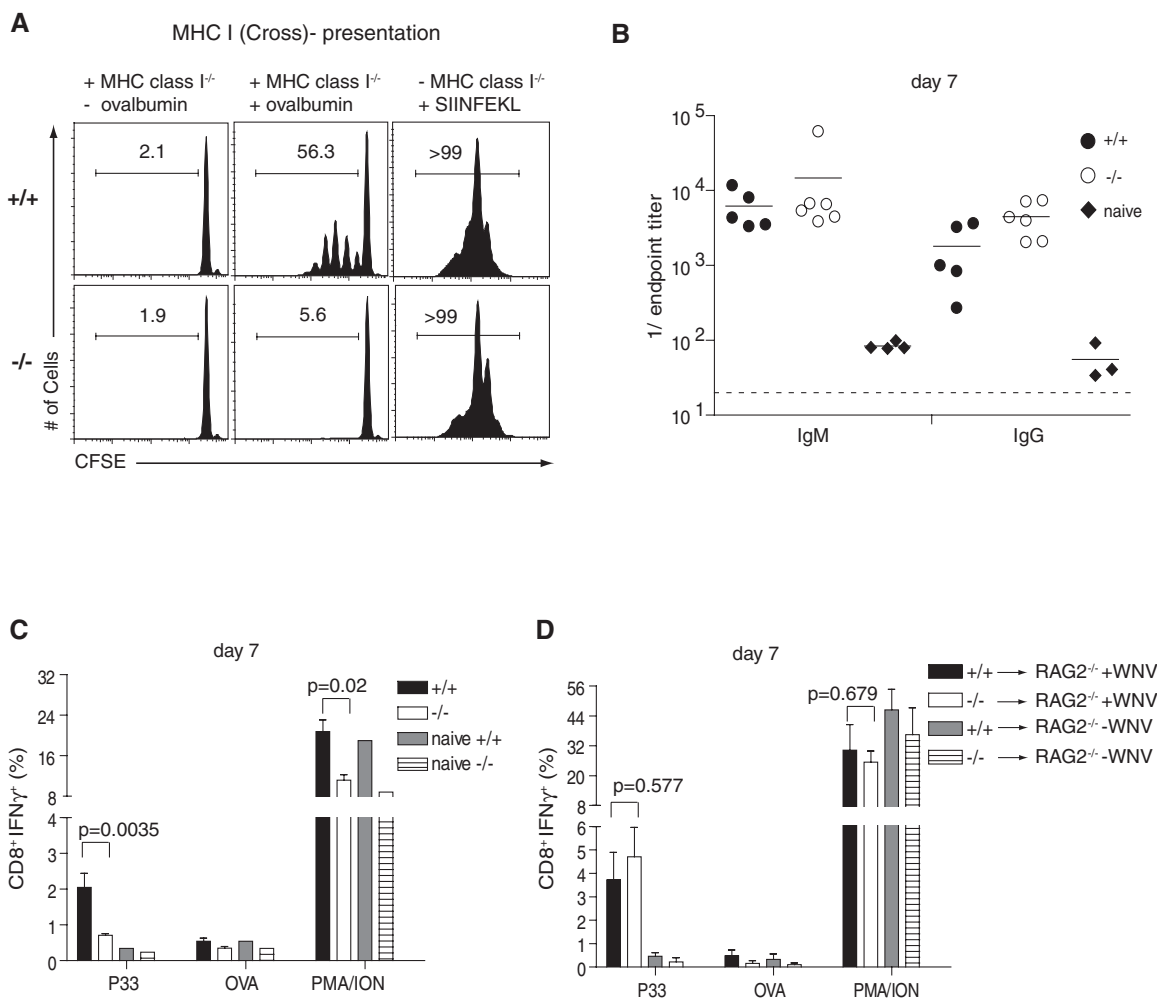 A
MHC I (Cross)- presentation
+ MHC class I-/-
- ovalbumin
+ MHC class I-/-
+ ovalbumin
- MHC class I-/-
+ SIINFEKL
+/+
2.1
56.3
>99
-/-
1.9
5.6
>99
# of Cells
CFSE
B
day 7
1/ endpoint titer
10 5
10 4
10 3
10 2
10 1
IgM
IgG
+/+
-/-
naive
C
day 7
CD8+ IFNγ+ (%)
32
24
16
8
4
3
2
1
0
p=0.0035
p=0.02
P33
OVA
PMA/ION
+/+
-/-
naive +/+
naive -/-
D
day 7
CD8+ IFNγ+ (%)
56
44
32
20
8
6
5
4
3
2
1
0
p=0.577
p=0.679
P33
OVA
PMA/ION
+/+ → RAG2-/- +WNV
-/- → RAG2-/- +WNV
+/+ → RAG2-/- -WNV
-/- → RAG2-/- -WNV